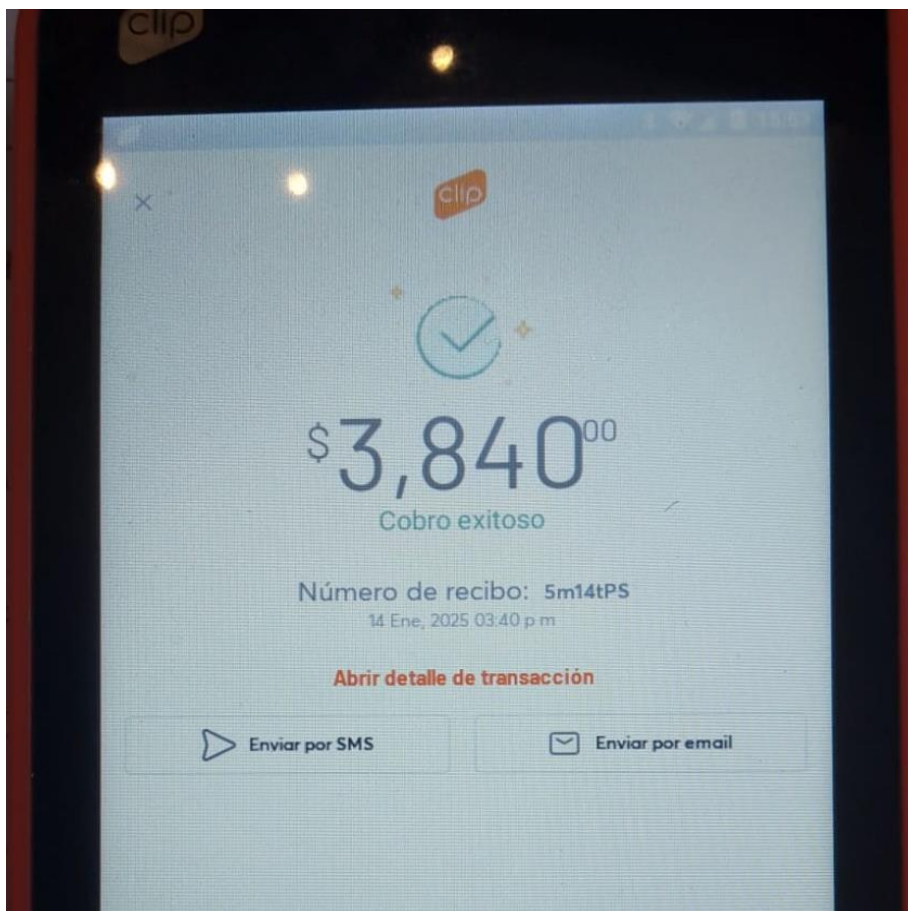 clip
clip
$3,840.00
Cobro exitoso
Número de recibo: 5m14tPS
14 Ene, 2025 03:40 p m
Abrir detalle de transacción
Enviar por SMS
Enviar por email